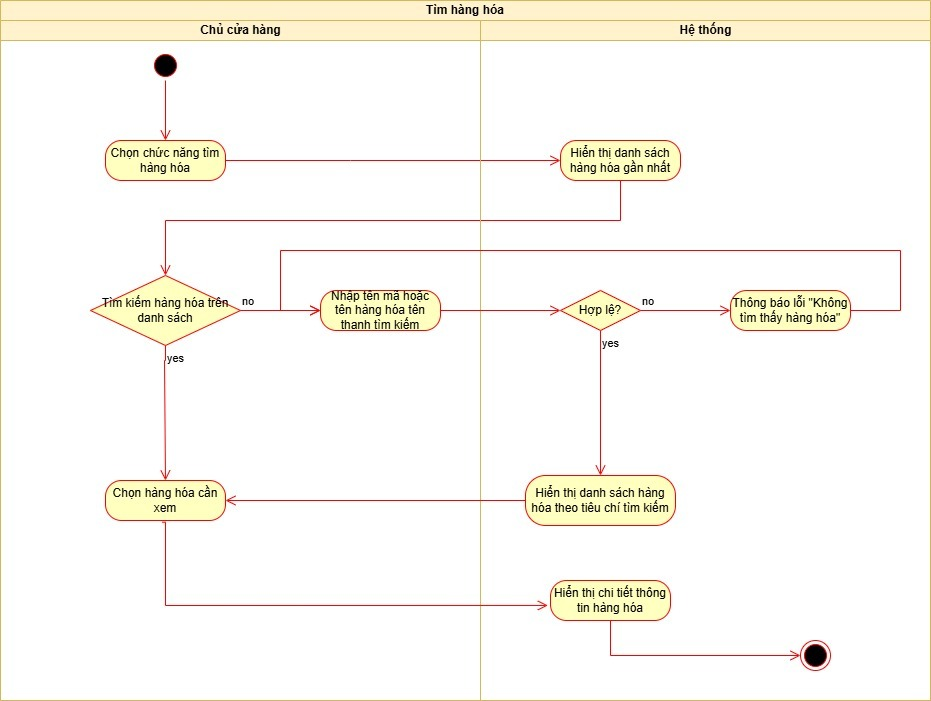 Tìm hàng hóa
Chủ cửa hàng
Hệ thống
Chọn chức năng tìm
hàng hóa
Hiển thị danh sách
hàng hóa gần nhất
Tìm kiếm hàng hóa trên
danh sách
no
Nhập tên mã hoặc
tên hàng hóa tên
thanh tìm kiếm
Hợp lệ?
no
Thông báo lỗi "Không
tìm thấy hàng hóa"
yes
yes
Chọn hàng hóa cần
xem
Hiển thị danh sách hàng
hóa theo tiêu chí tìm kiếm
Hiển thị chi tiết thông
tin hàng hóa